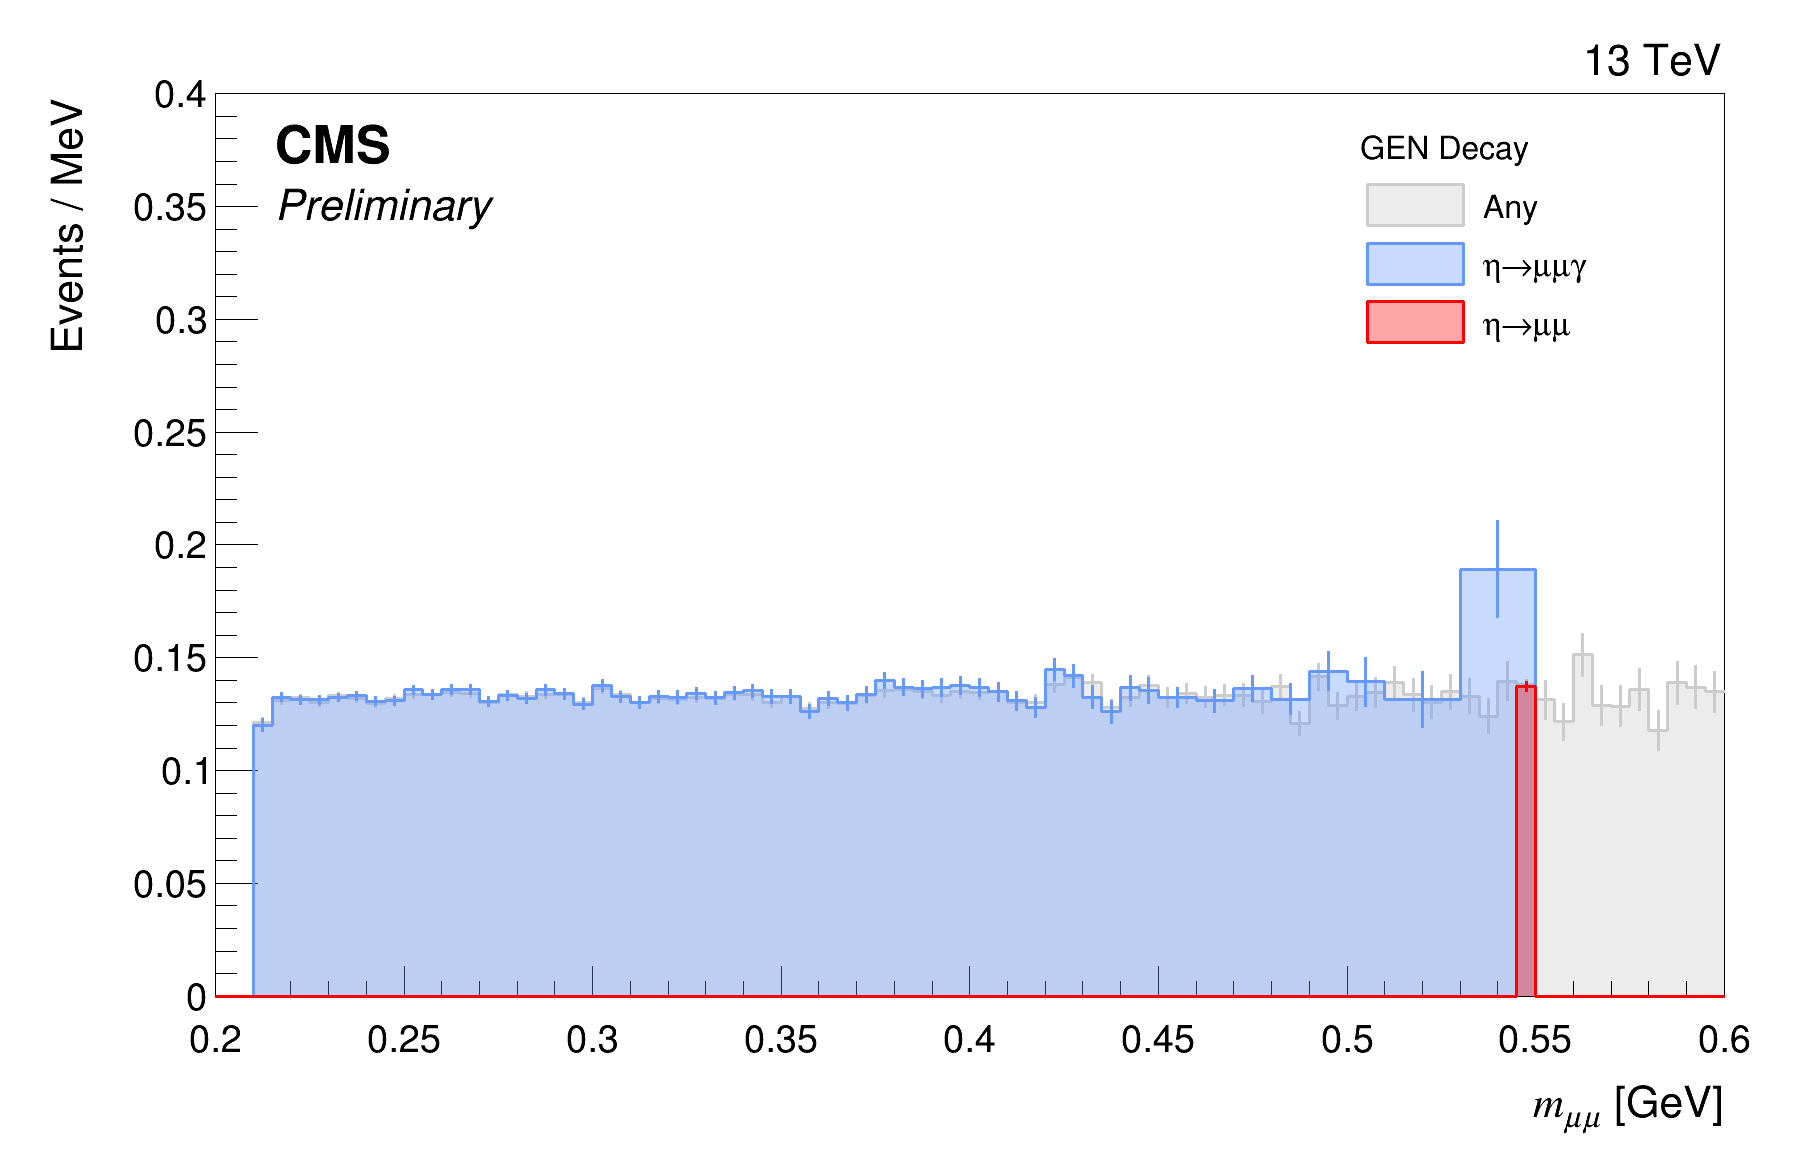 13 TeV
Events / MeV
CMS
Preliminary
GEN Decay
Any
η→μμγ
η→μμ
0.4
0.35
0.3
0.25
0.2
0.15
0.1
0.05
0
0.2 0.25 0.3 0.35 0.4 0.45 0.5 0.55 0.6
m_μμ [GeV]